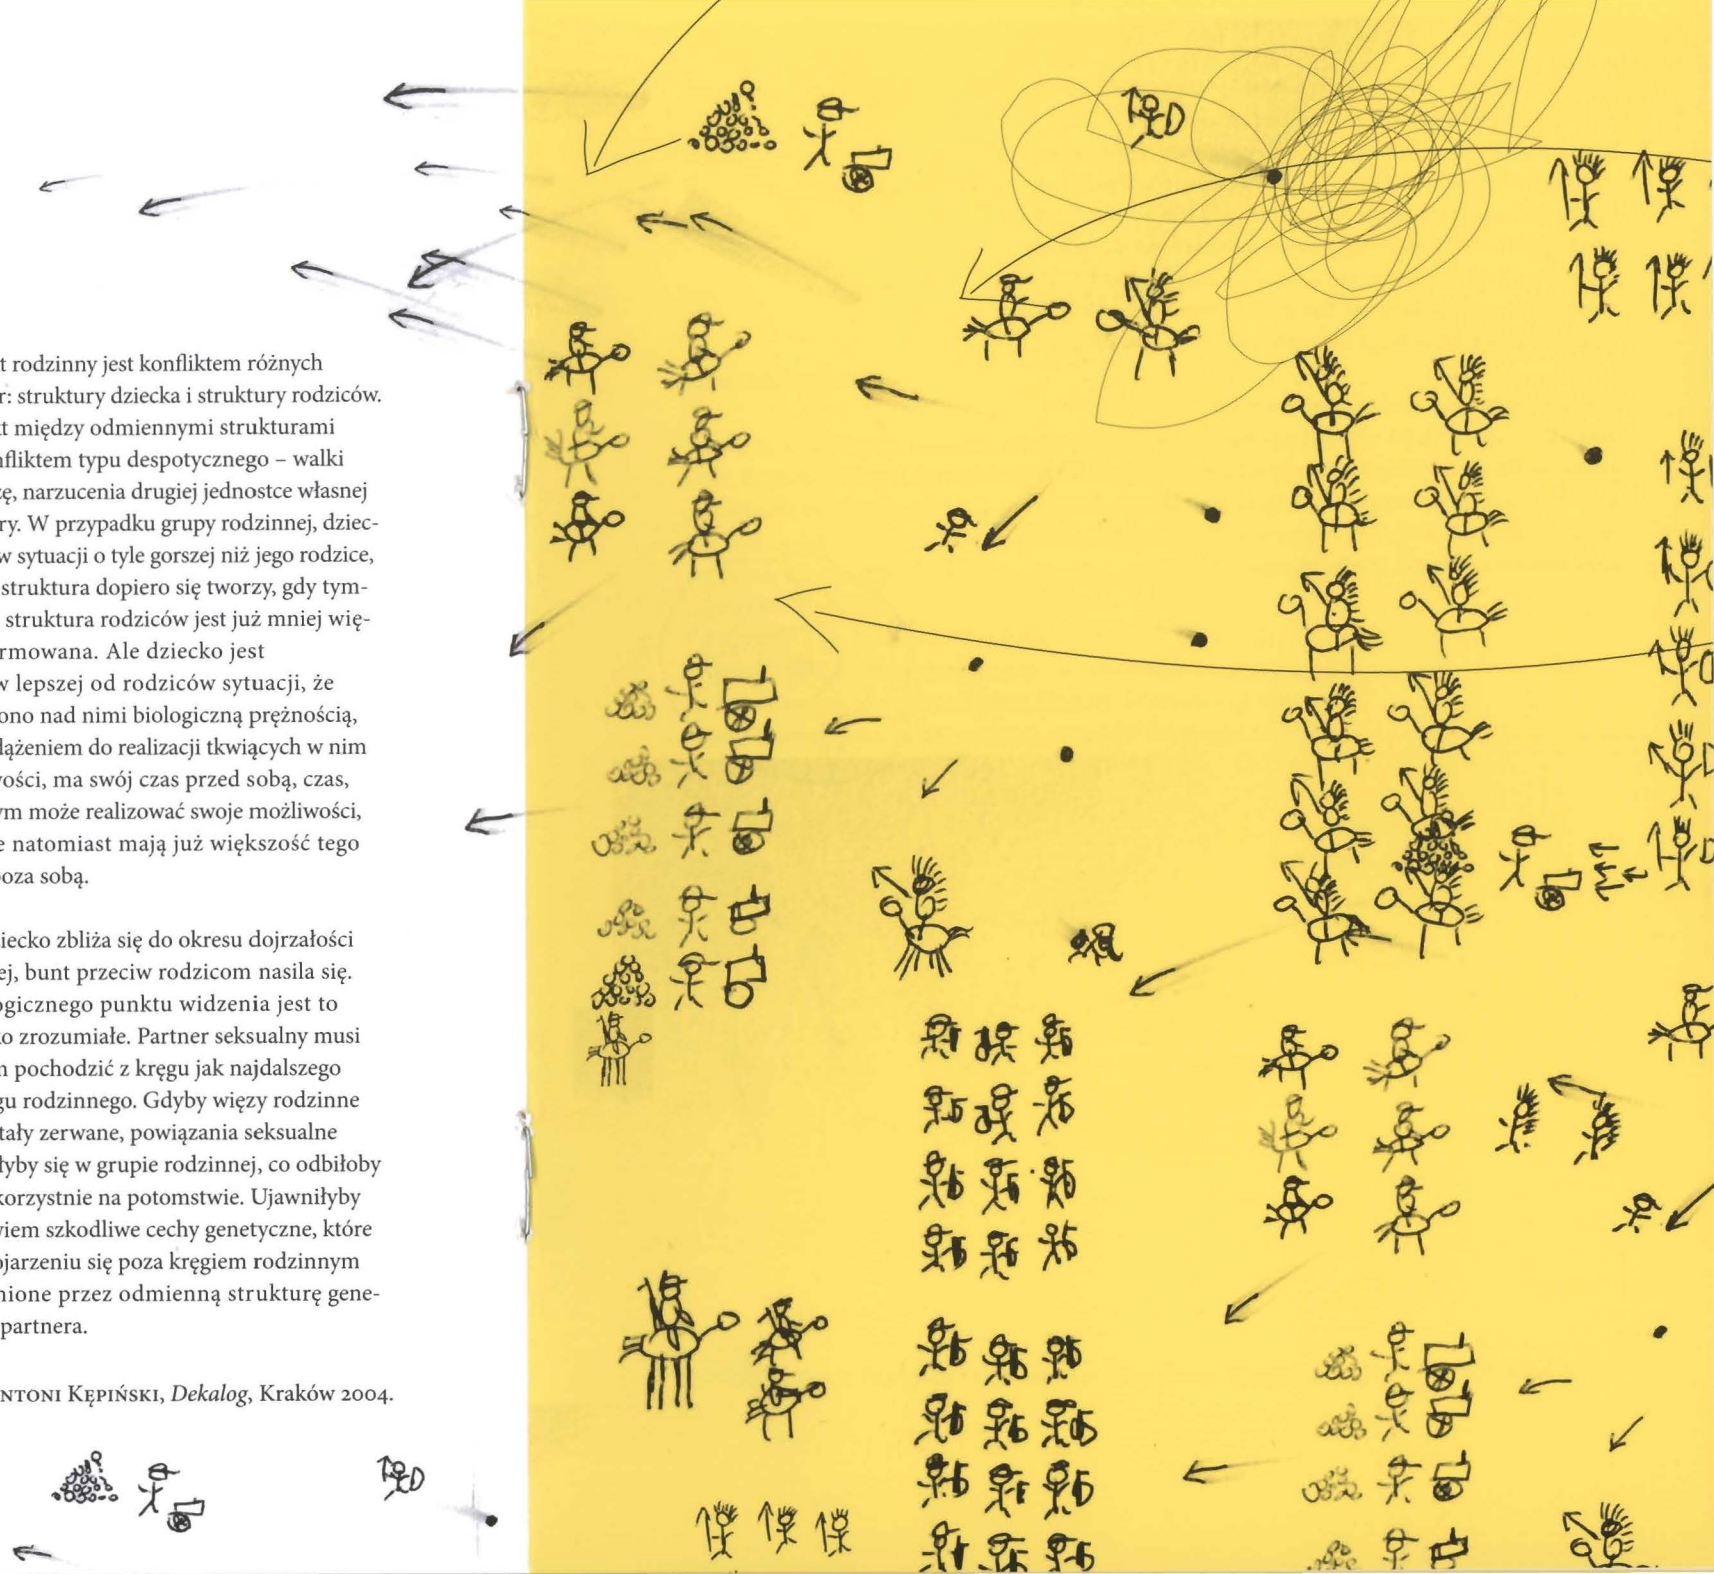 t rodzinny jest konfliktem różnych
r: struktury dziecka i struktury rodziców.
t między odmiennymi strukturami
nfliktem typu despotycznego – walki
ę, narzucenia drugiej jednostce własnej
ry. W przypadku grupy rodzinnej, dziec-
w sytuacji o tyle gorszej niż jego rodzice,
struktura dopiero się tworzy, gdy tym-
struktura rodziców jest już mniej wię-
rmowana. Ale dziecko jest
w lepszej od rodziców sytuacji, że
ono nad nimi biologiczną prężnością,
dążeniem do realizacji tkwiących w nim
vości, ma swój czas przed sobą, czas,
ym może realizować swoje możliwości,
e natomiast mają już większość tego
poza sobą.
iecko zbliża się do okresu dojrzałości
ej, bunt przeciw rodzicom nasila się.
ogicznego punktu widzenia jest to
ko zrozumiałe. Partner seksualny musi
m pochodzić z kręgu jak najdalszego
gu rodzinnego. Gdyby więzy rodzinne
tały zerwane, powiązania seksualne
łyby się w grupie rodzinnej, co odbiłoby
korzystnie na potomstwie. Ujawniłyby
wiem szkodliwe cechy genetyczne, które
ojarzeniu się poza kręgiem rodzinnym
nione przez odmienną strukturę gene-
partnera.
NTONI KĘPIŃSKI, Dekalog, Kraków 2004.